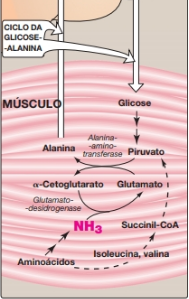 CICLO DA
GLICOSE-
-ALANINA
MÚSCULO
Glicose
Alanina-
-amino-
transferase
Alanina
Piruvato
α-Cetoglutarato
Glutamato
Glutamato-
-desidrogenase
NH3
Succinil-CoA
Aminoácidos
Isoleucina, valina